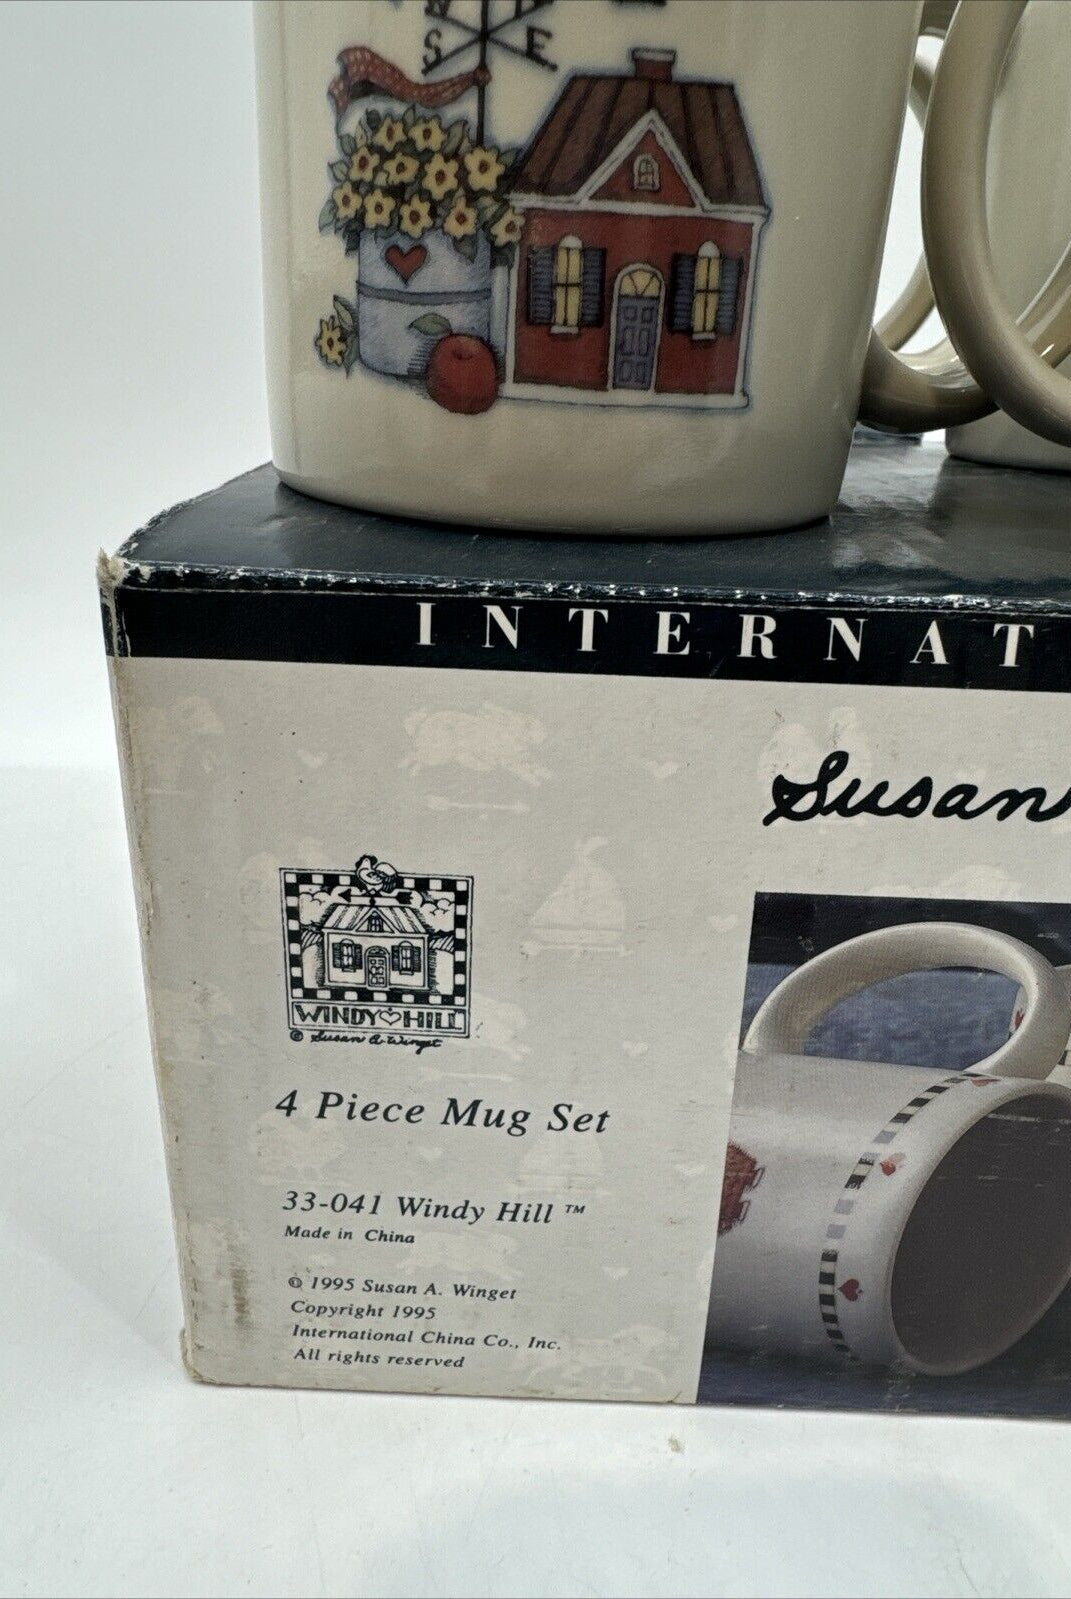 S E
INTERNAT
Susan
WINDY HILL
© Susan A. Winget
4 Piece Mug Set
33-041 Windy Hill ™
Made in China
© 1995 Susan A. Winget
Copyright 1995
International China Co., Inc.
All rights reserved